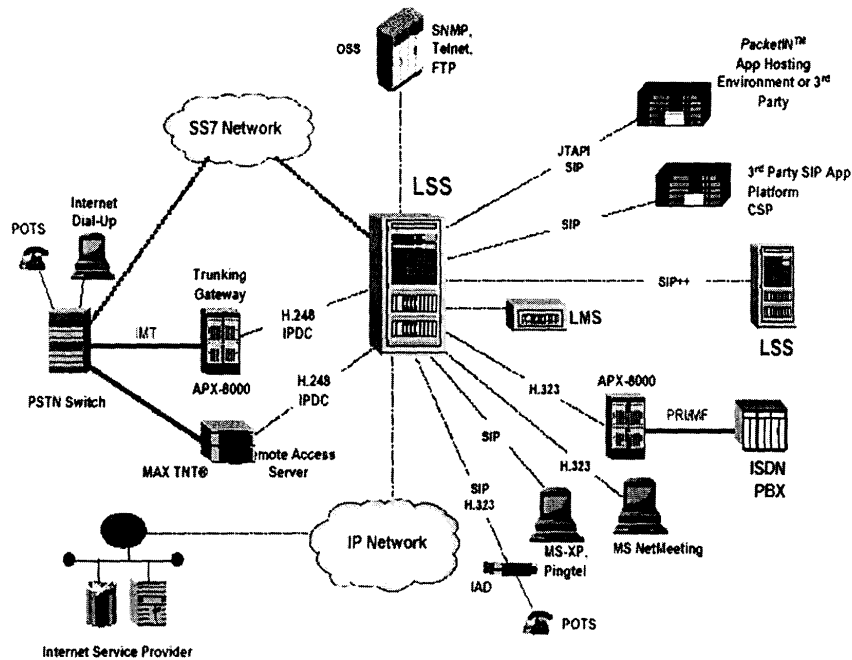 OSS
SNMP,
Telnet,
FTP
PacketIN™
App Hosting
Environment or 3rd
Party
SS7 Network
LSS
JTAPI
SIP
3rd Party SIP App
Platform
CSP
SIP
POTS
Internet
Dial-Up
Trunking
Gateway
H.248
IPDC
SIP++
LSS
LMS
IMT
PSTN Switch
APX-8000
H.248
IPDC
H.323
APX-8000
ISDN
PBX
MAX TNT®
emote Access
Server
SIP
H.323
SIP
H.323
MS-XP,
Pingtel
MS NetMeeting
IP Network
IAD
POTS
Internet Service Provider